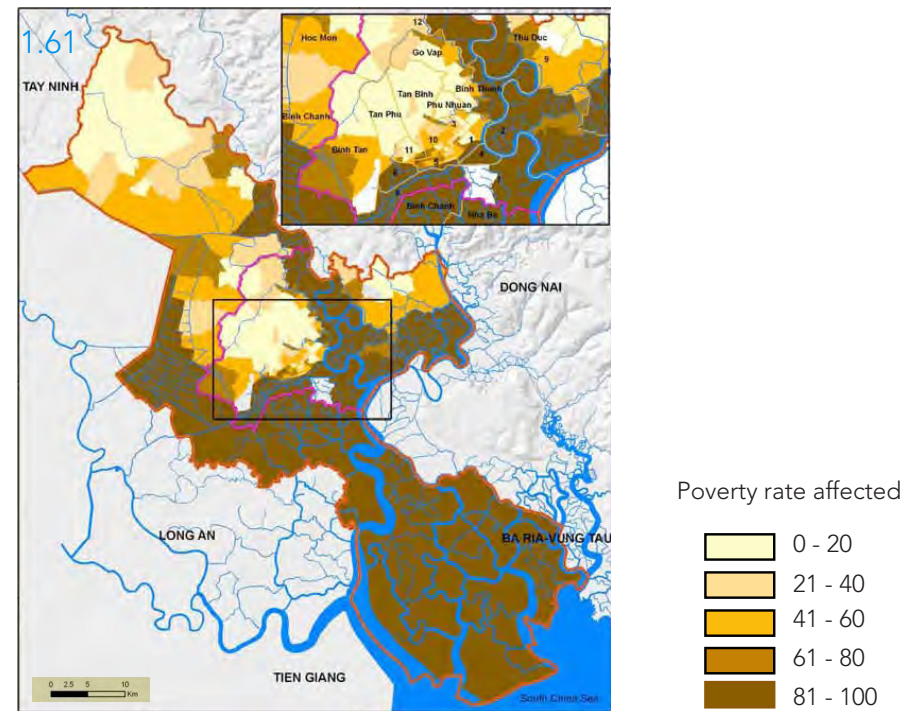 1.61
TAY NINH
Hoc Mon
12
Thu Duc
Go Vap
9
Tan Binh
Binh Thanh
Phu Nhuan
Binh Chanh
Tan Phu
3
2
10
1
Binh Tan
11
4
5
6
8
Binh Chanh
Nha Be
DONG NAI
LONG AN
BA RIA-VUNG TAU
TIEN GIANG
South China Sea
0 2.5 5 10
Km
Poverty rate affected
0 - 20
21 - 40
41 - 60
61 - 80
81 - 100